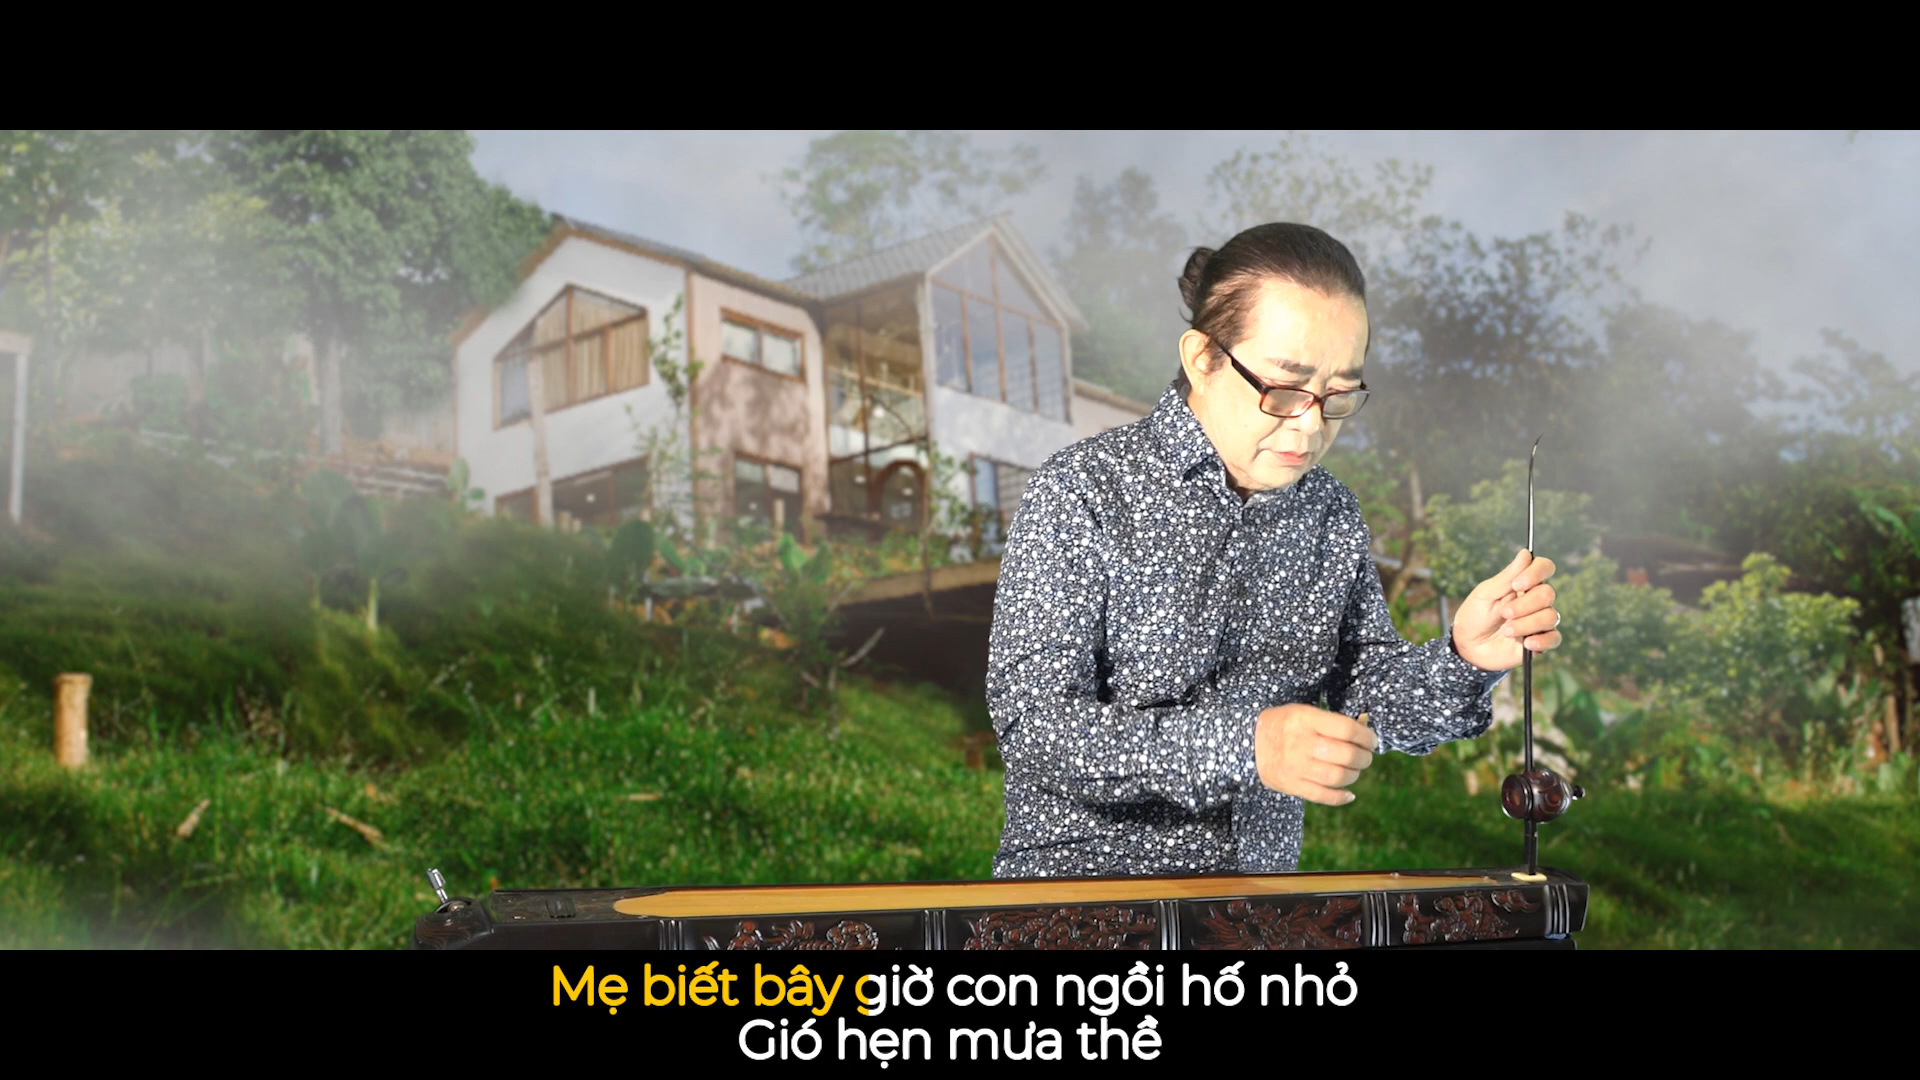 Mẹ biết bây giờ con ngồi hố nhỏ
Gió hẹn mưa thề